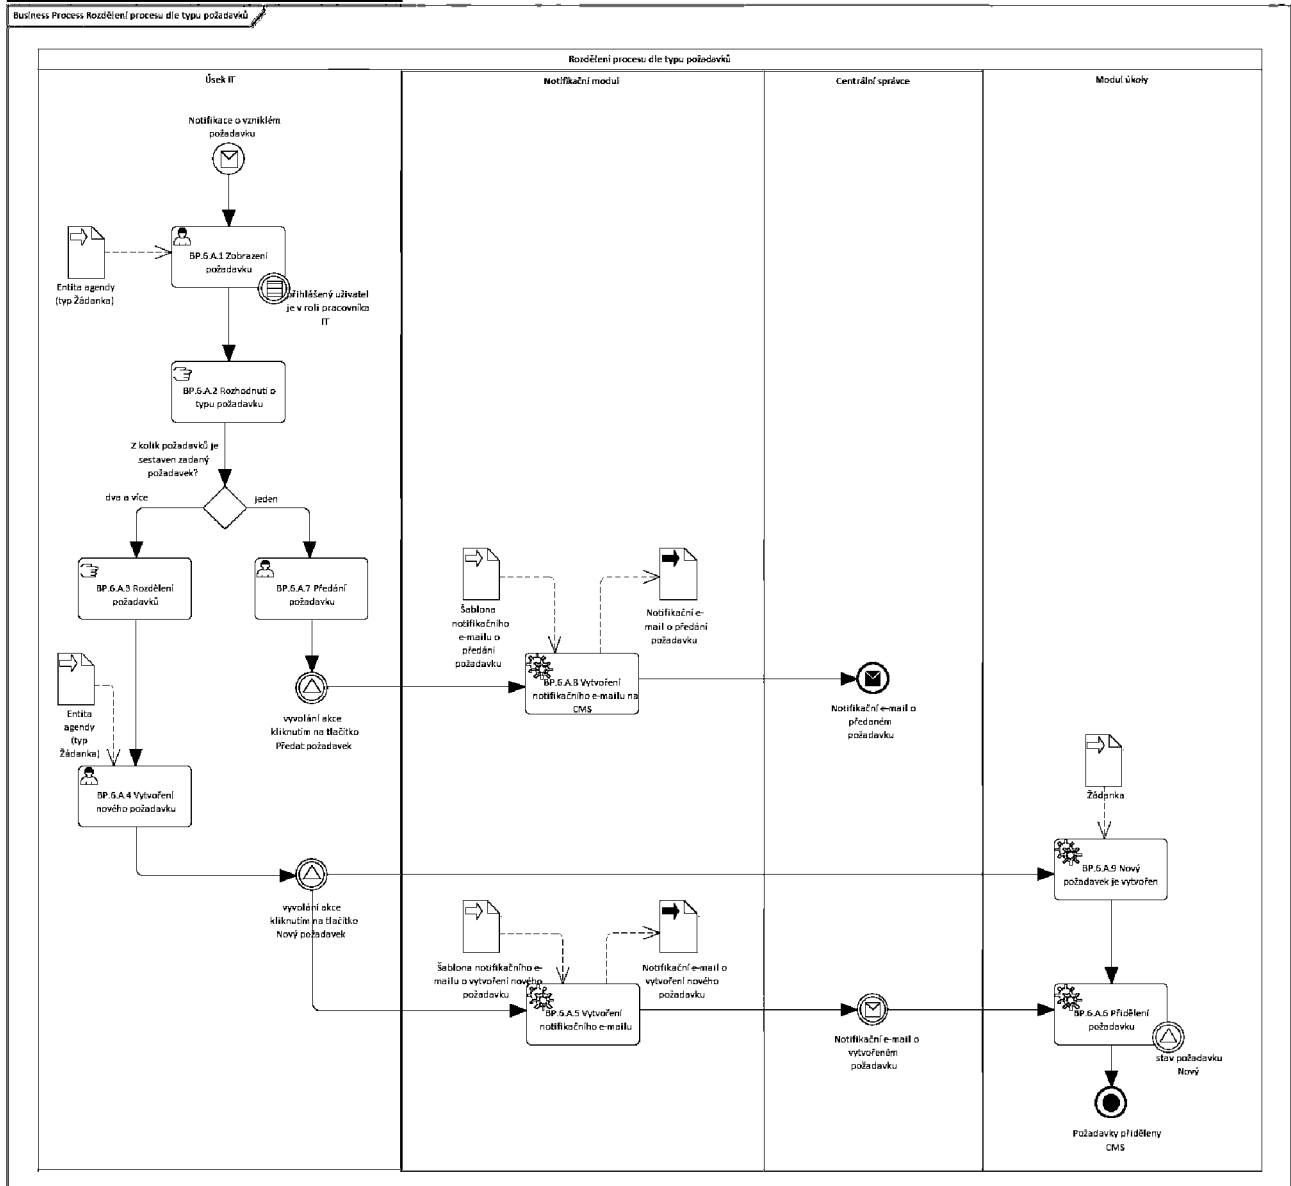 Business Process Rozdělení procesu dle typu požadavků
Rozdělení procesu dle typu požadavků
Úsek IT
Notifikační modul
Centrální správce
Modul úkoly
Notifikace o vzniklém
požadavku
BP.6.A.1 Zobrazení
požadavku
Entita agendy
(typ Žádanka)
přihlášený uživatel
je v roli pracovníka
IT
BP.6.A.2 Rozhodnutí o
typu požadavku
Z kolik požadavků je
sestaven zadaný
požadavek?
dva a více
jeden
BP.6.A.3 Rozdělení
požadavků
BP.6.A.7 Předání
požadavku
Šablona
notifikačního
e-mailu o
předání
požadavku
Notifikační e-
mail o předání
požadavku
Entita
agendy
(typ
Žádanka)
BP.6.A.8 Vytvoření
notifikačního e-mailu na
CMS
vyvolání akce
kliknutím na tlačítko
Předat požadavek
Notifikační e-mail o
předaném
požadavku
BP.6.A.4 Vytvoření
nového požadavku
Žádanka
BP.6.A.9 Nový
požadavek je vytvořen
vyvolání akce
kliknutím na tlačítko
Nový požadavek
Šablona notifikačního e-
mailu o vytvoření nového
požadavku
Notifikační e-mail o
vytvoření nového
požadavku
BP.6.A.5 Vytvoření
notifikačního e-mailu
Notifikační e-mail o
vytvořeném
požadavku
BP.6.A.6 Přidělení
požadavku
stav požadavku
Nový
Požadavky přiděleny
CMS